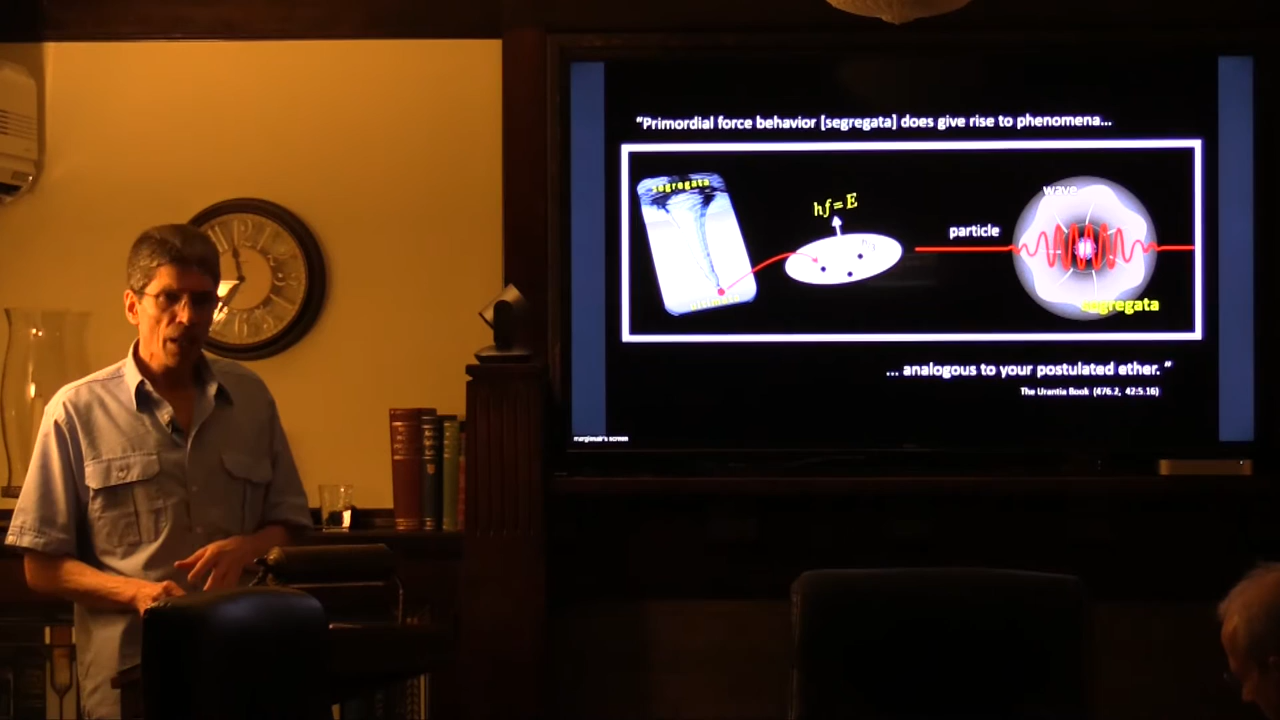 “Primordial force behavior [segregata] does give rise to phenomena...
segregata
hf = E
particle
wave
segregata
... analogous to your postulated ether. ”
The Urantia Book (476.2, 42:5.16)